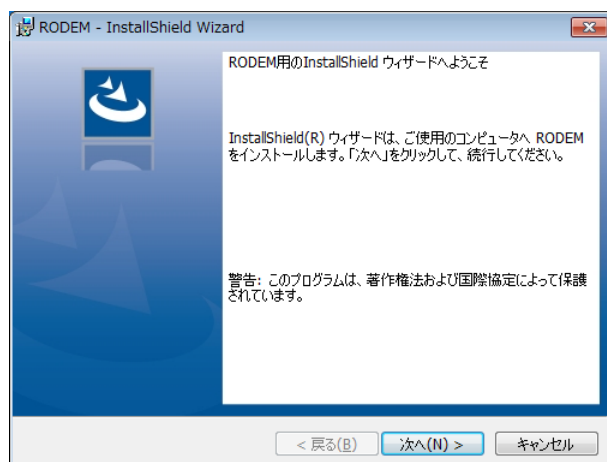 RODEM - InstallShield Wizard
RODEM用のInstallShield ウィザードへようこそ
InstallShield(R) ウィザードは、ご使用のコンピュータへ RODEM
をインストールします。「次へ」をクリックして、続行してください。
警告: このプログラムは、著作権法および国際協定によって保護
されています。
< 戻る(B) 次へ(N) > キャンセル